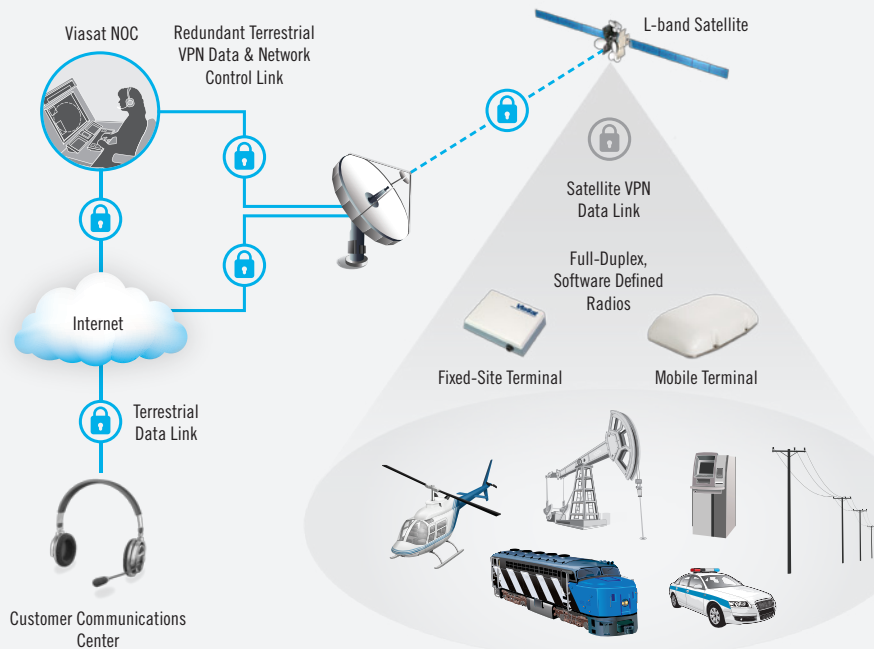 Viasat NOC
Redundant Terrestrial
VPN Data & Network
Control Link
L-band Satellite
Satellite VPN
Data Link
Full-Duplex,
Software Defined
Radios
Internet
Fixed-Site Terminal
Mobile Terminal
Terrestrial
Data Link
Customer Communications
Center